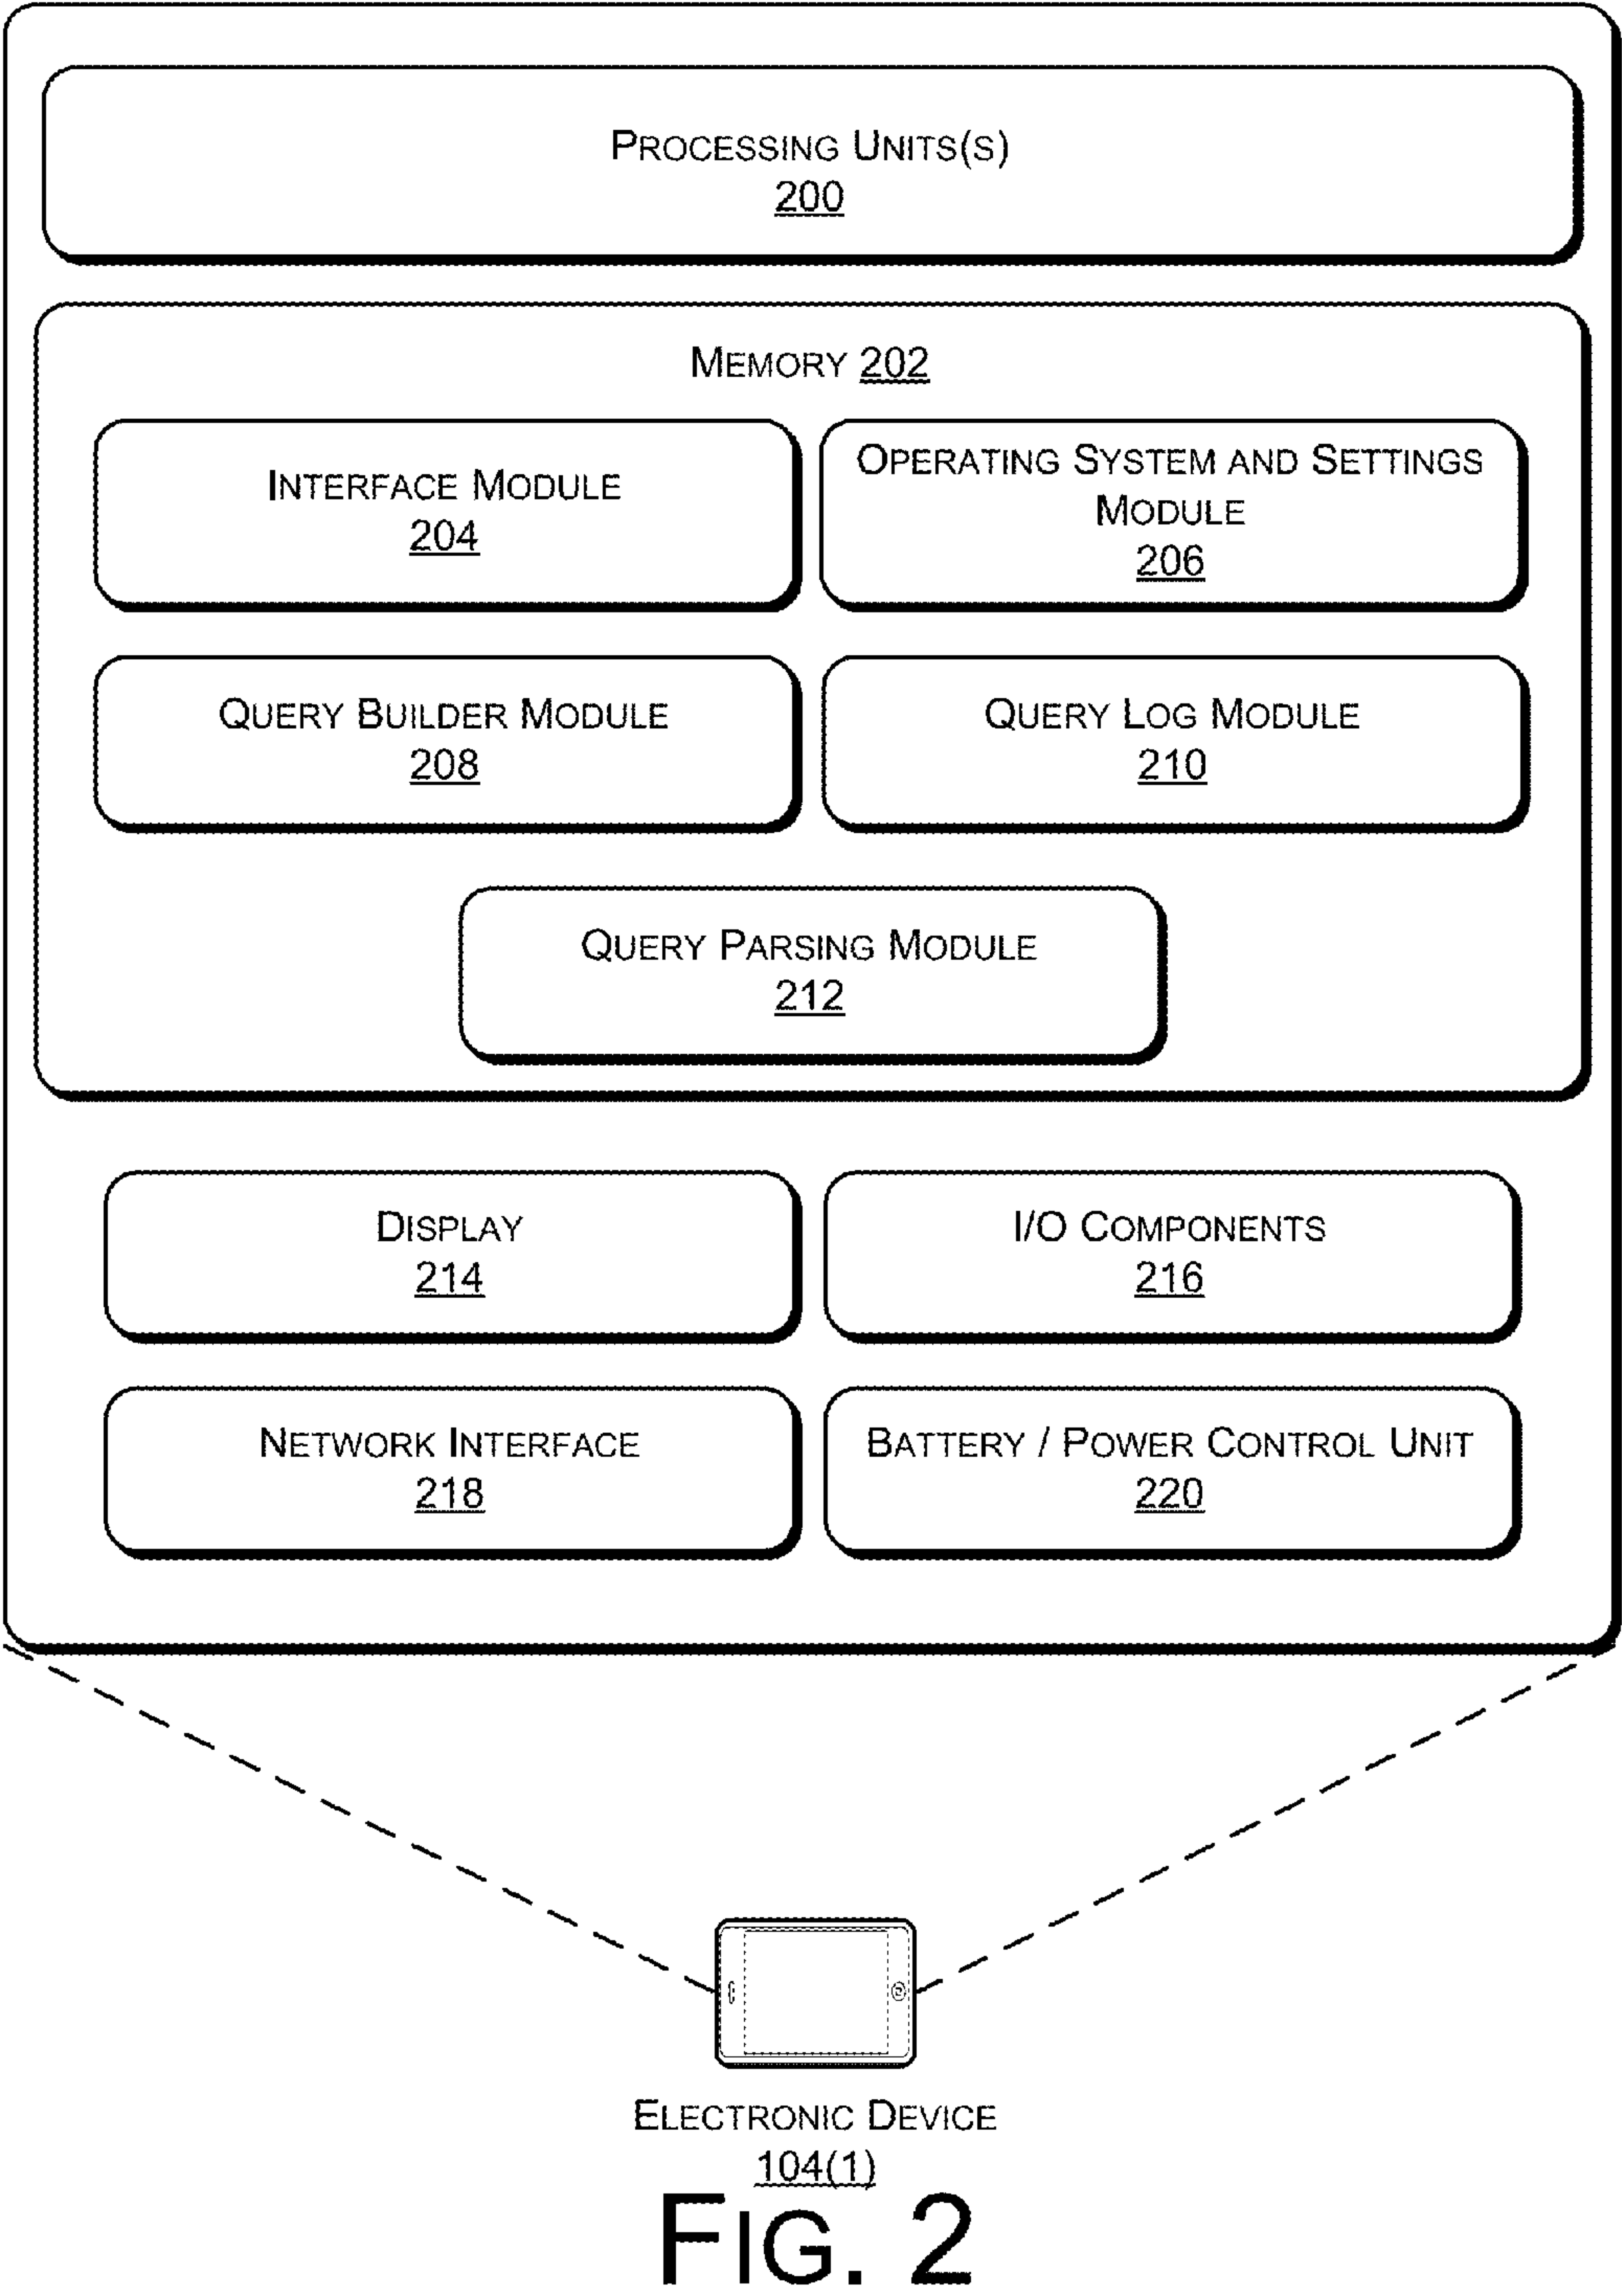 PROCESSING UNITS(S)
200
MEMORY 202
INTERFACE MODULE
204
OPERATING SYSTEM AND SETTINGS
MODULE
206
QUERY BUILDER MODULE
208
QUERY LOG MODULE
210
QUERY PARSING MODULE
212
DISPLAY
214
I/O COMPONENTS
216
NETWORK INTERFACE
218
BATTERY / POWER CONTROL UNIT
220
ELECTRONIC DEVICE
104(1)
FIG. 2